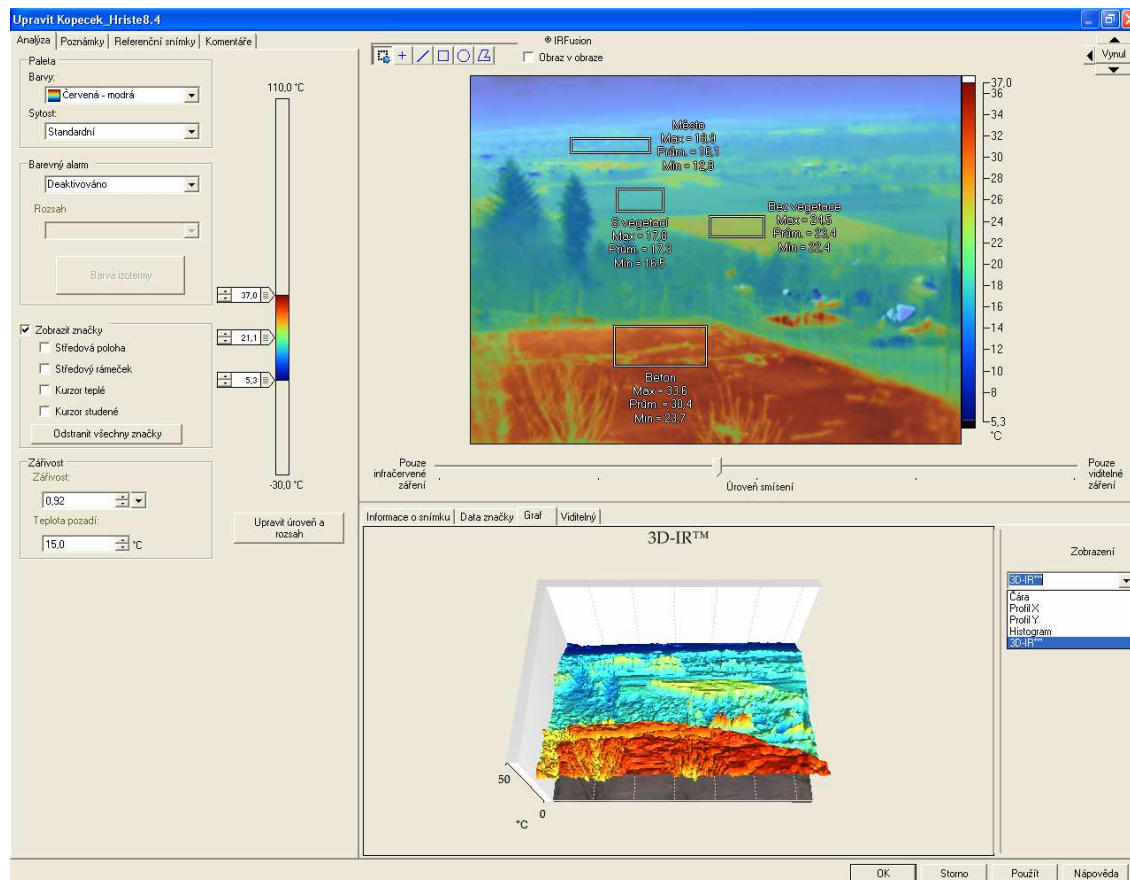 Upravit Kopecek_Hriste8.4
Analýza Poznámky Referenční snímky Komentáře
Paleta
Barvy:
Červená - modrá
Sytost:
Standardní
Barevný alarm
Deaktivováno
Rozsah
Barva izotermy
Zobrazit značky
Středová poloha
Středový rámeček
Kurzor teplé
Kurzor studené
Odstranit všechny značky
Zářivost
Zářivost:
0,92
Teplota pozadí:
15,0 °C
110,0 °C
37,0
21,1
5,3
-30,0 °C
Upravit úroveň a
rozsah
IRFusion
Obraz v obraze
Vynul
Město
Max = 18,9
Prům. = 16,1
Min = 12,8
S vegetací
Max = 17,8
Prům. = 17,3
Min = 16,5
Bez vegetace
Max = 24,5
Prům. = 23,4
Min = 22,4
Beton
Max = 33,6
Prům. = 30,4
Min = 23,7
37,0
36
34
32
30
28
26
24
22
20
18
16
14
12
10
8
5,3
°C
Pouze
infračervené
záření
Úroveň smísení
Pouze
viditelné
záření
Informace o snímku Data značky Graf Viditelný
3D-IR™
50
0
°C
Zobrazení
3D-IR™
Čára
Profil X
Profil Y
Histogram
3D-IR™
OK Storno Použít Nápověda